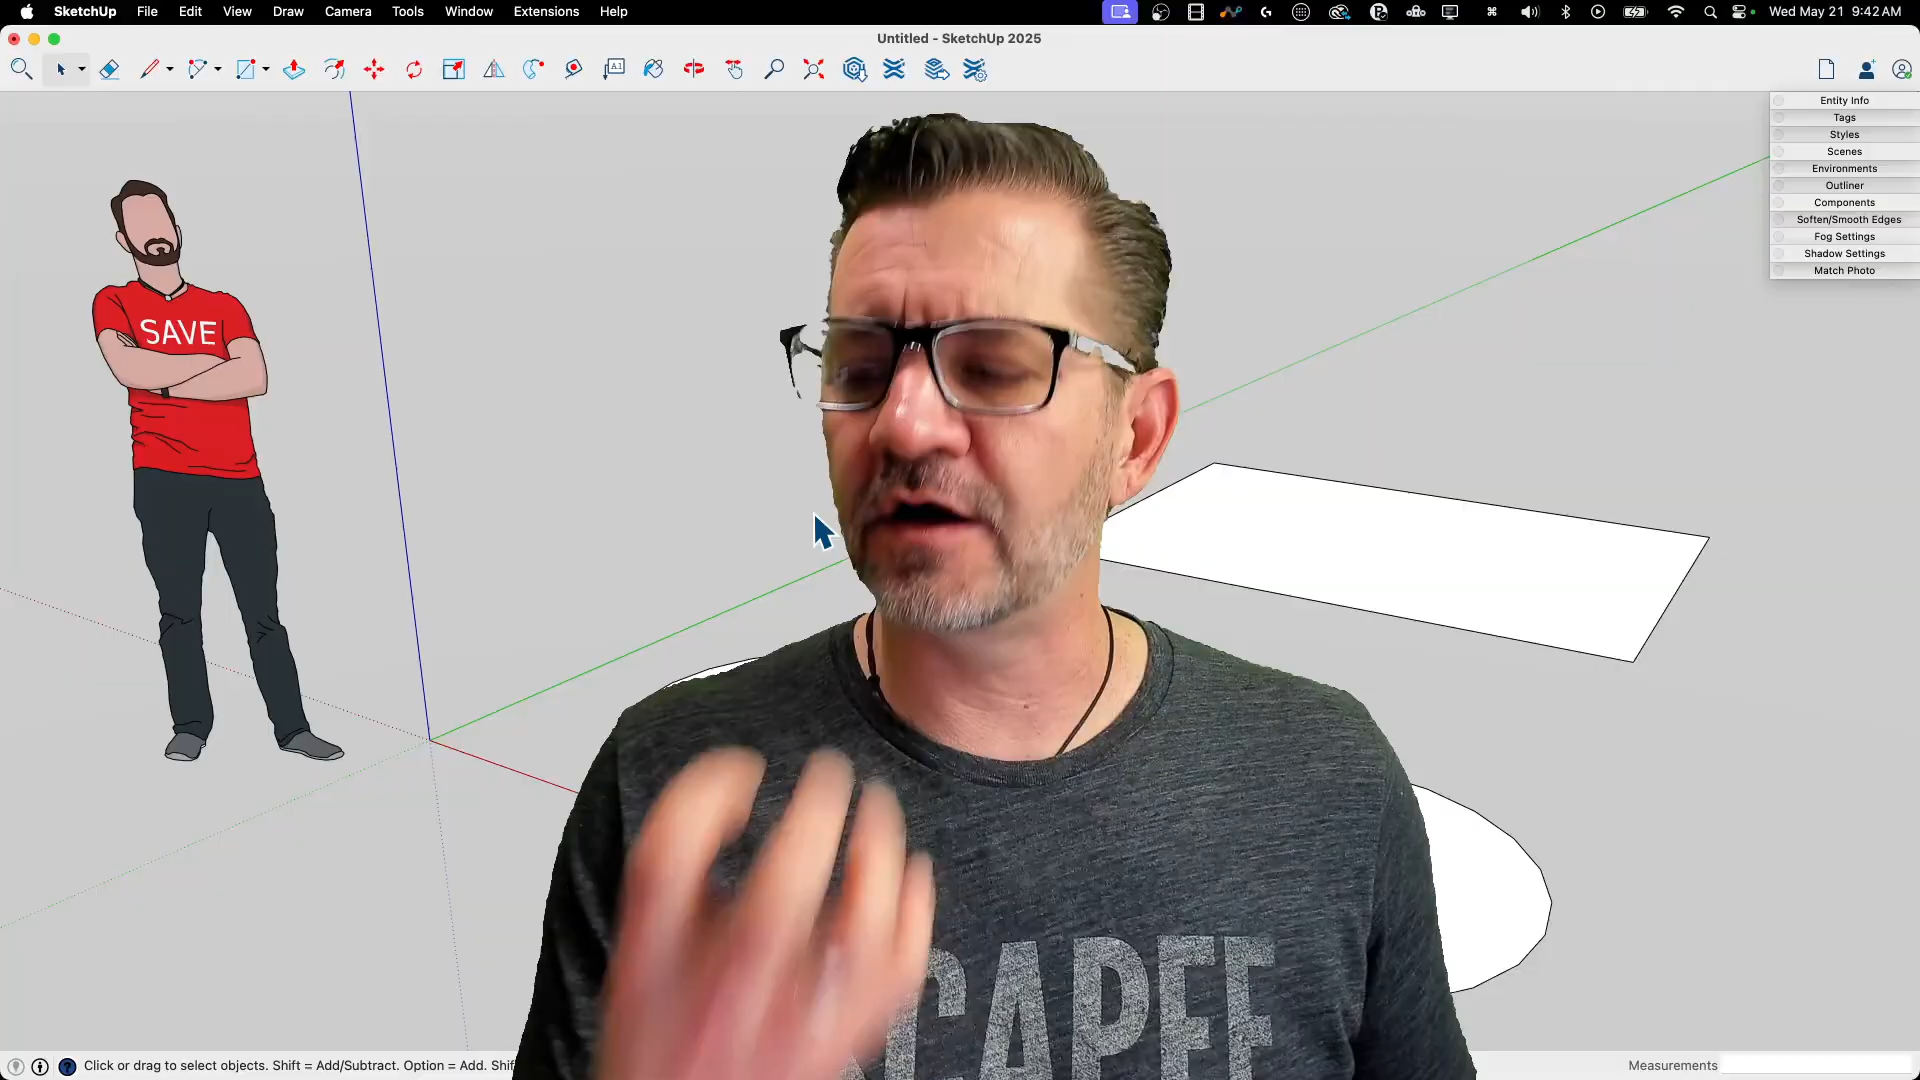 SketchUp File Edit View Draw Camera Tools Window Extensions Help Wed May 21 9:42 AM
Untitled - SketchUp 2025
A1
Entity Info
Tags
Styles
Scenes
Environments
Outliner
Components
Soften/Smooth Edges
Fog Settings
Shadow Settings
Match Photo
SAVE
CAPE
Click or drag to select objects. Shift = Add/Subtract. Option = Add. Shif
Measurements